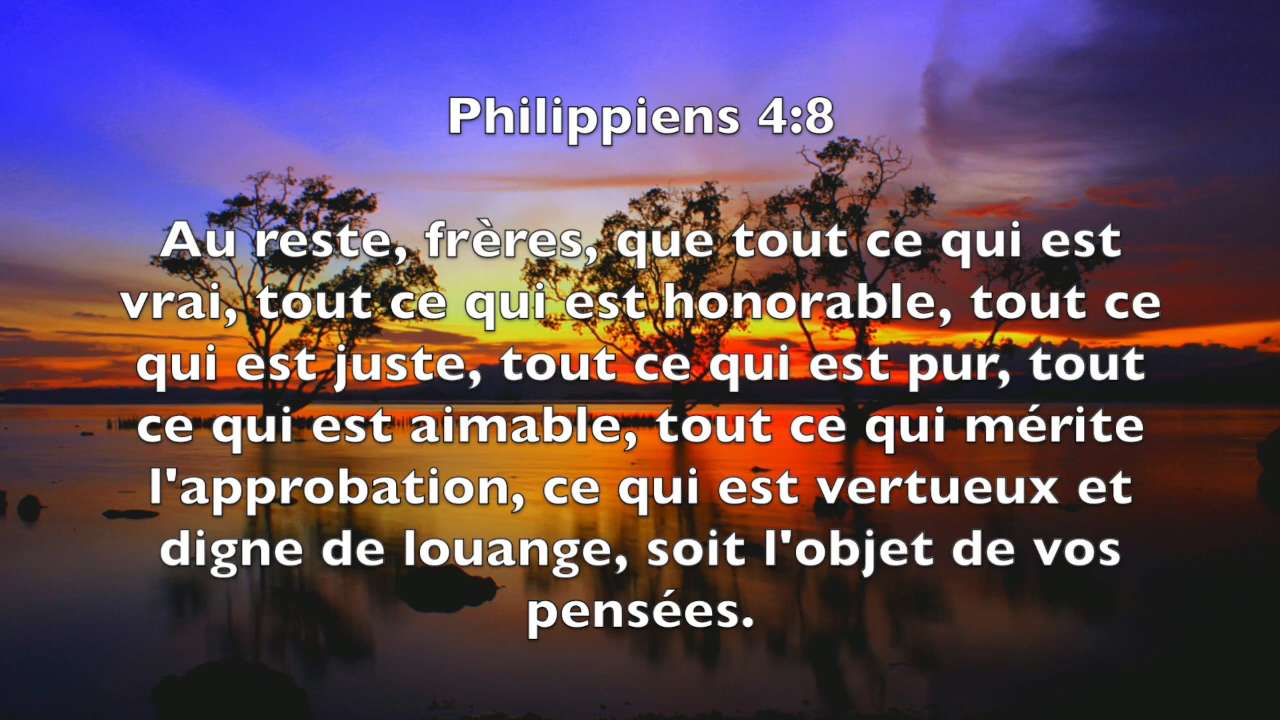 Philippiens 4:8
Au reste, frères, que tout ce qui est
vrai, tout ce qui est honorable, tout ce
qui est juste, tout ce qui est pur, tout
ce qui est aimable, tout ce qui mérite
l'approbation, ce qui est vertueux et
digne de louange, soit l'objet de vos
pensées.